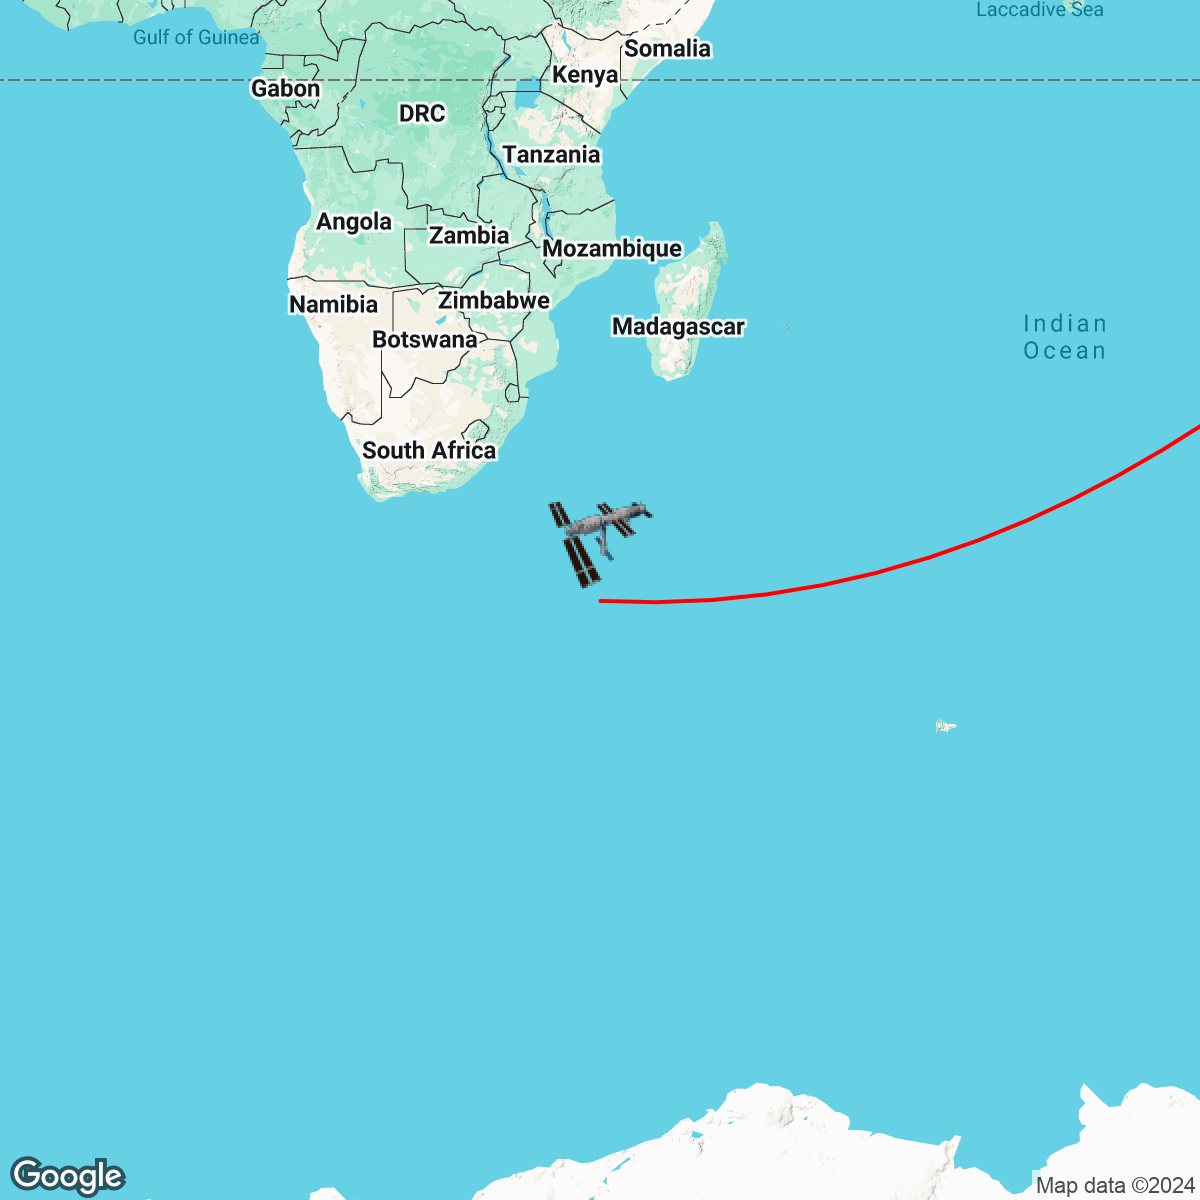 Laccadive Sea
Gulf of Guinea
Somalia
Kenya
Gabon
DRC
Tanzania
Angola
Zambia
Mozambique
Zimbabwe
Namibia
Madagascar
Indian
Ocean
Botswana
South Africa
Google
Map data ©2024